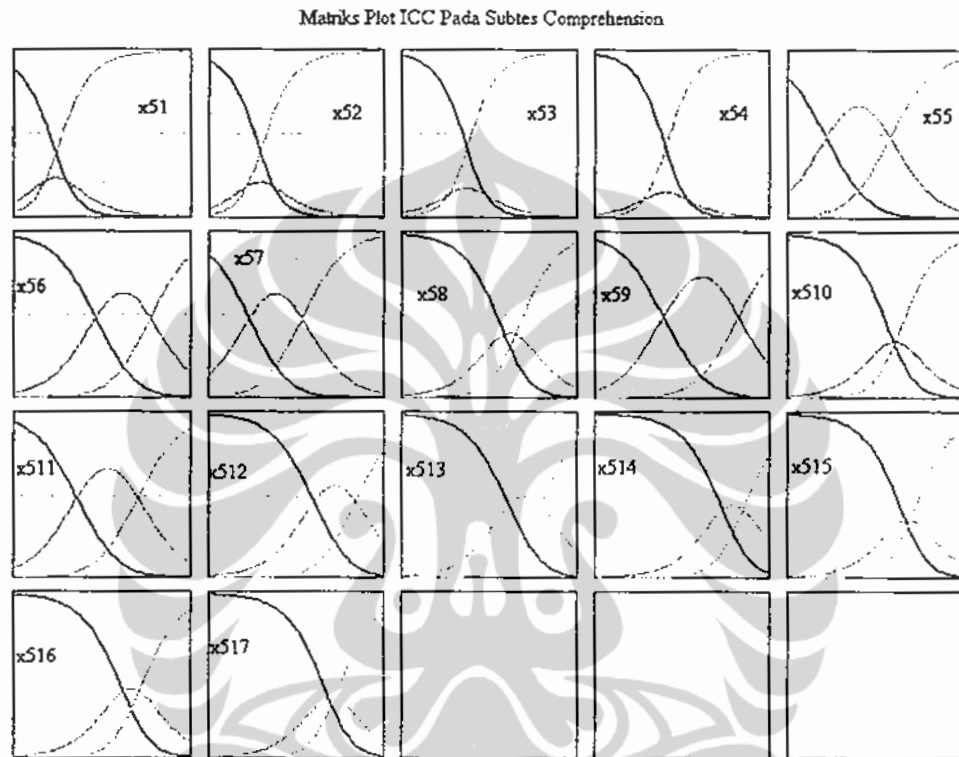 Matriks Plot ICC Pada Subtes Comprehension
x51
x52
x53
x54
x55
x56
x57
x58
x59
x510
x511
x512
x513
x514
x515
x516
x517